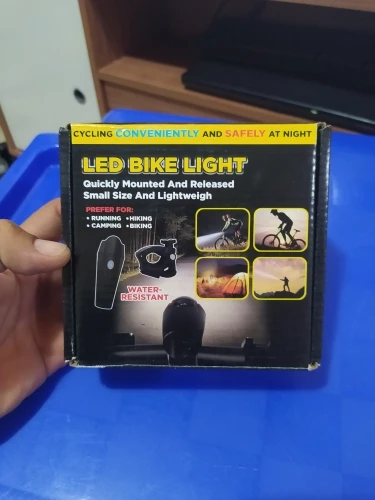 CYCLING CONVENIENTLY AND SAFELY AT NIGHT
LED BIKE LIGHT
Quickly Mounted And Released
Small Size And Lightweigh
PREFER FOR:
• RUNNING • HIKING
• CAMPING • BIKING
WATER-
RESISTANT